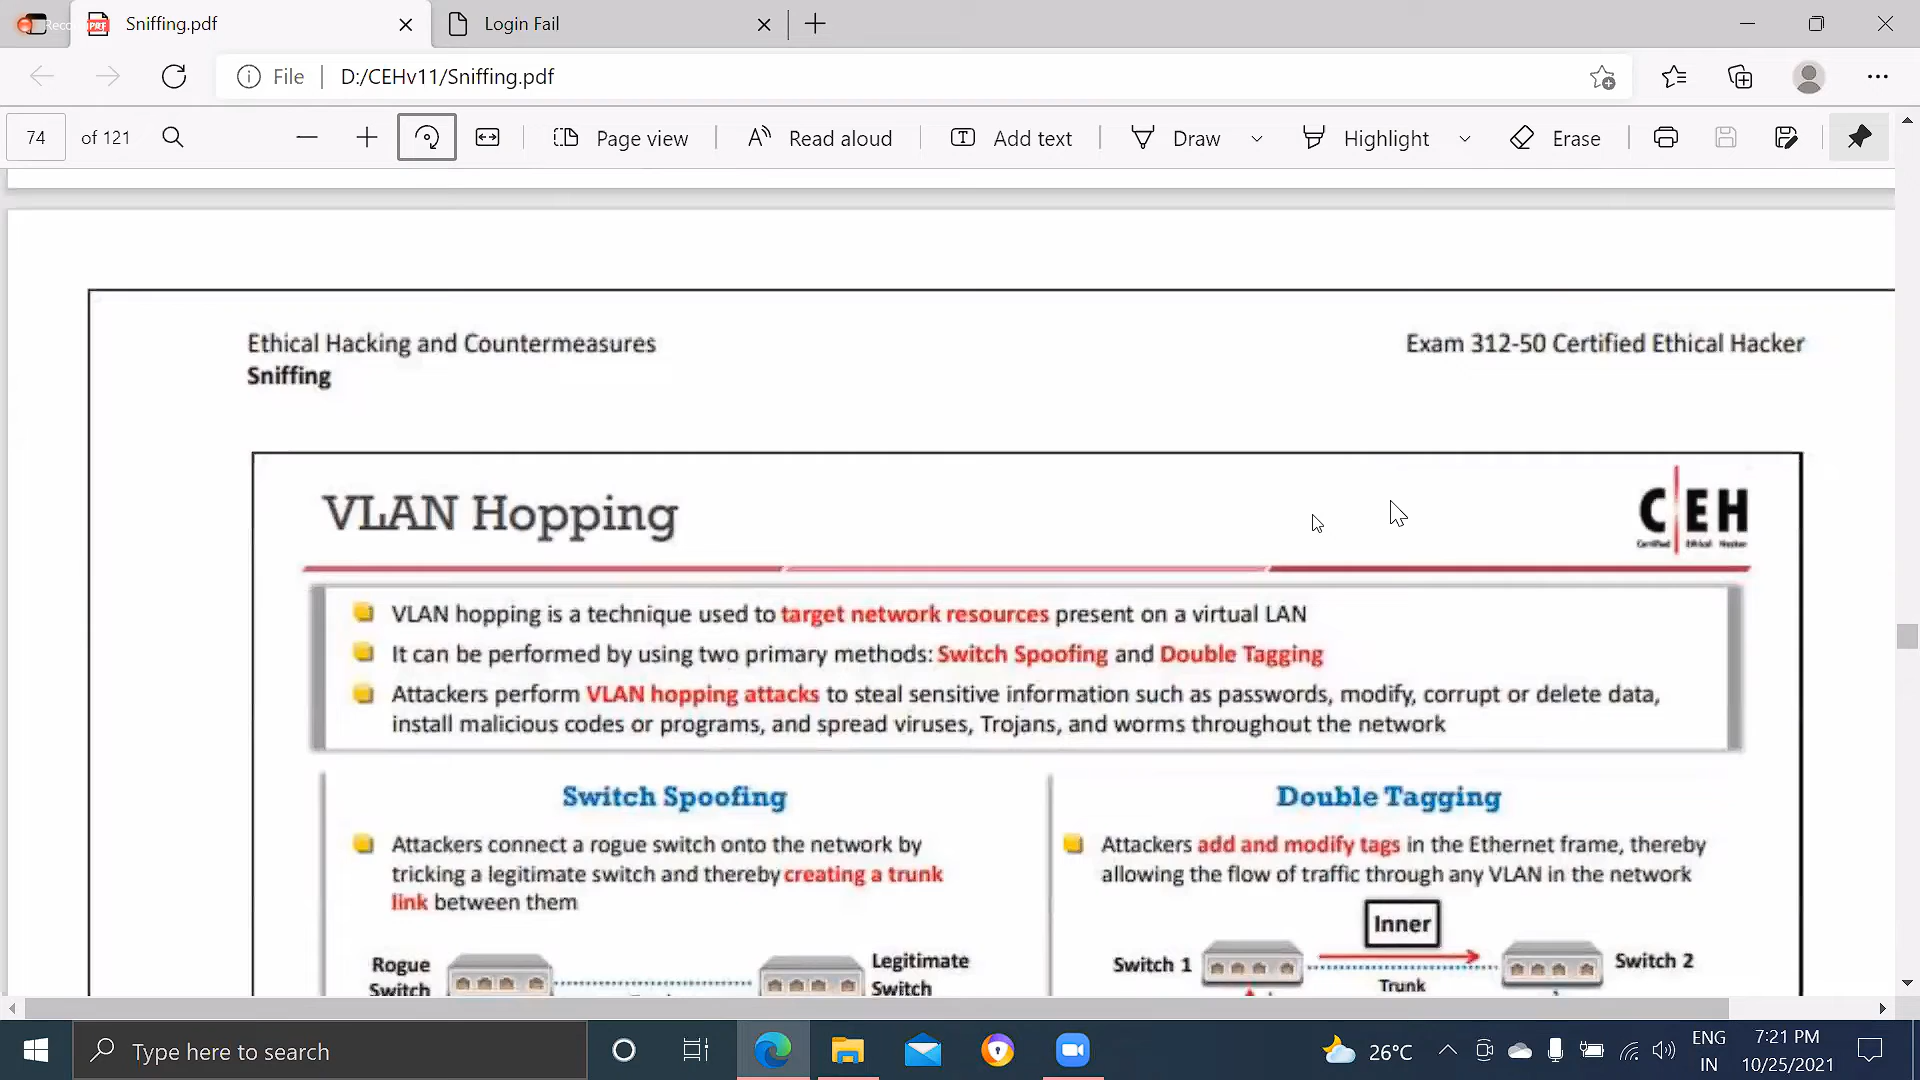 Sniffing.pdf
Login Fail
File
D:/CEHv11/Sniffing.pdf
74 of 121
Page view
Read aloud
Add text
Draw
Highlight
Erase
Ethical Hacking and Countermeasures
Sniffing
Exam 312-50 Certified Ethical Hacker
VLAN Hopping
C EH
Certified Ethical Hacker
VLAN hopping is a technique used to target network resources present on a virtual LAN
It can be performed by using two primary methods: Switch Spoofing and Double Tagging
Attackers perform VLAN hopping attacks to steal sensitive information such as passwords, modify, corrupt or delete data,
install malicious codes or programs, and spread viruses, Trojans, and worms throughout the network
Switch Spoofing
Attackers connect a rogue switch onto the network by
tricking a legitimate switch and thereby creating a trunk
link between them
Rogue
Switch
Legitimate
Switch
Double Tagging
Attackers add and modify tags in the Ethernet frame, thereby
allowing the flow of traffic through any VLAN in the network
Inner
Switch 1
Switch 2
Trunk
Type here to search
26°C
ENG
IN
7:21 PM
10/25/2021